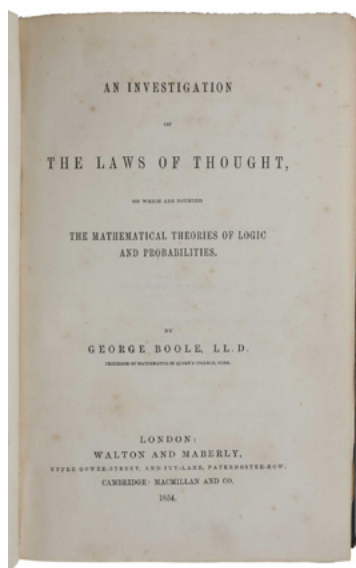 AN INVESTIGATION
OF
THE LAWS OF THOUGHT,
ON WHICH ARE FOUNDED
THE MATHEMATICAL THEORIES OF LOGIC
AND PROBABILITIES.
BY
GEORGE BOOLE, LL. D.
PROFESSOR OF MATHEMATICS IN QUEEN'S COLLEGE, CORK.
LONDON:
WALTON AND MABERLY,
UPPER GOWER-STREET, AND IVY-LANE, PATERNOSTER-ROW.
CAMBRIDGE: MACMILLAN AND CO.
1854.